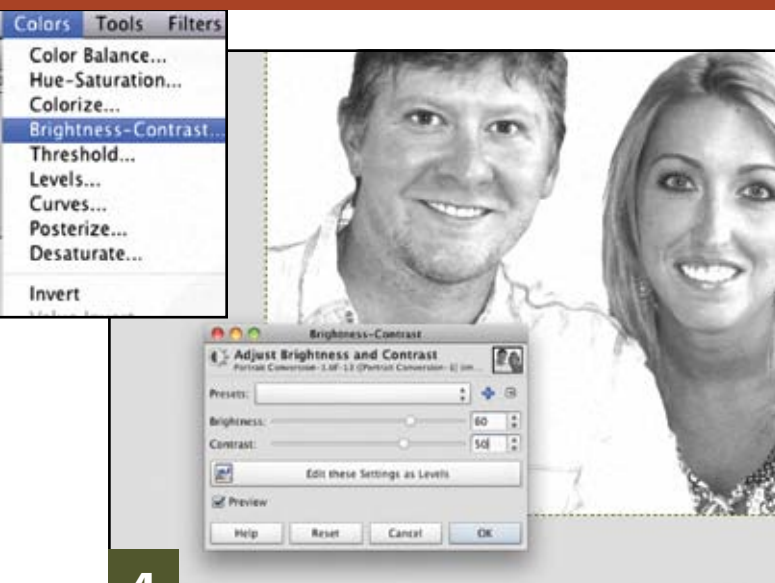 Colors Tools Filters
Color Balance...
Hue-Saturation...
Colorize...
Brightness-Contrast...
Threshold...
Levels...
Curves...
Posterize...
Desaturate...
Invert
Brightness-Contrast
Adjust Brightness and Contrast
Presets:
Brightness: 60
Contrast: 50
Edit these Settings as Levels
Preview
Help Reset Cancel OK
4